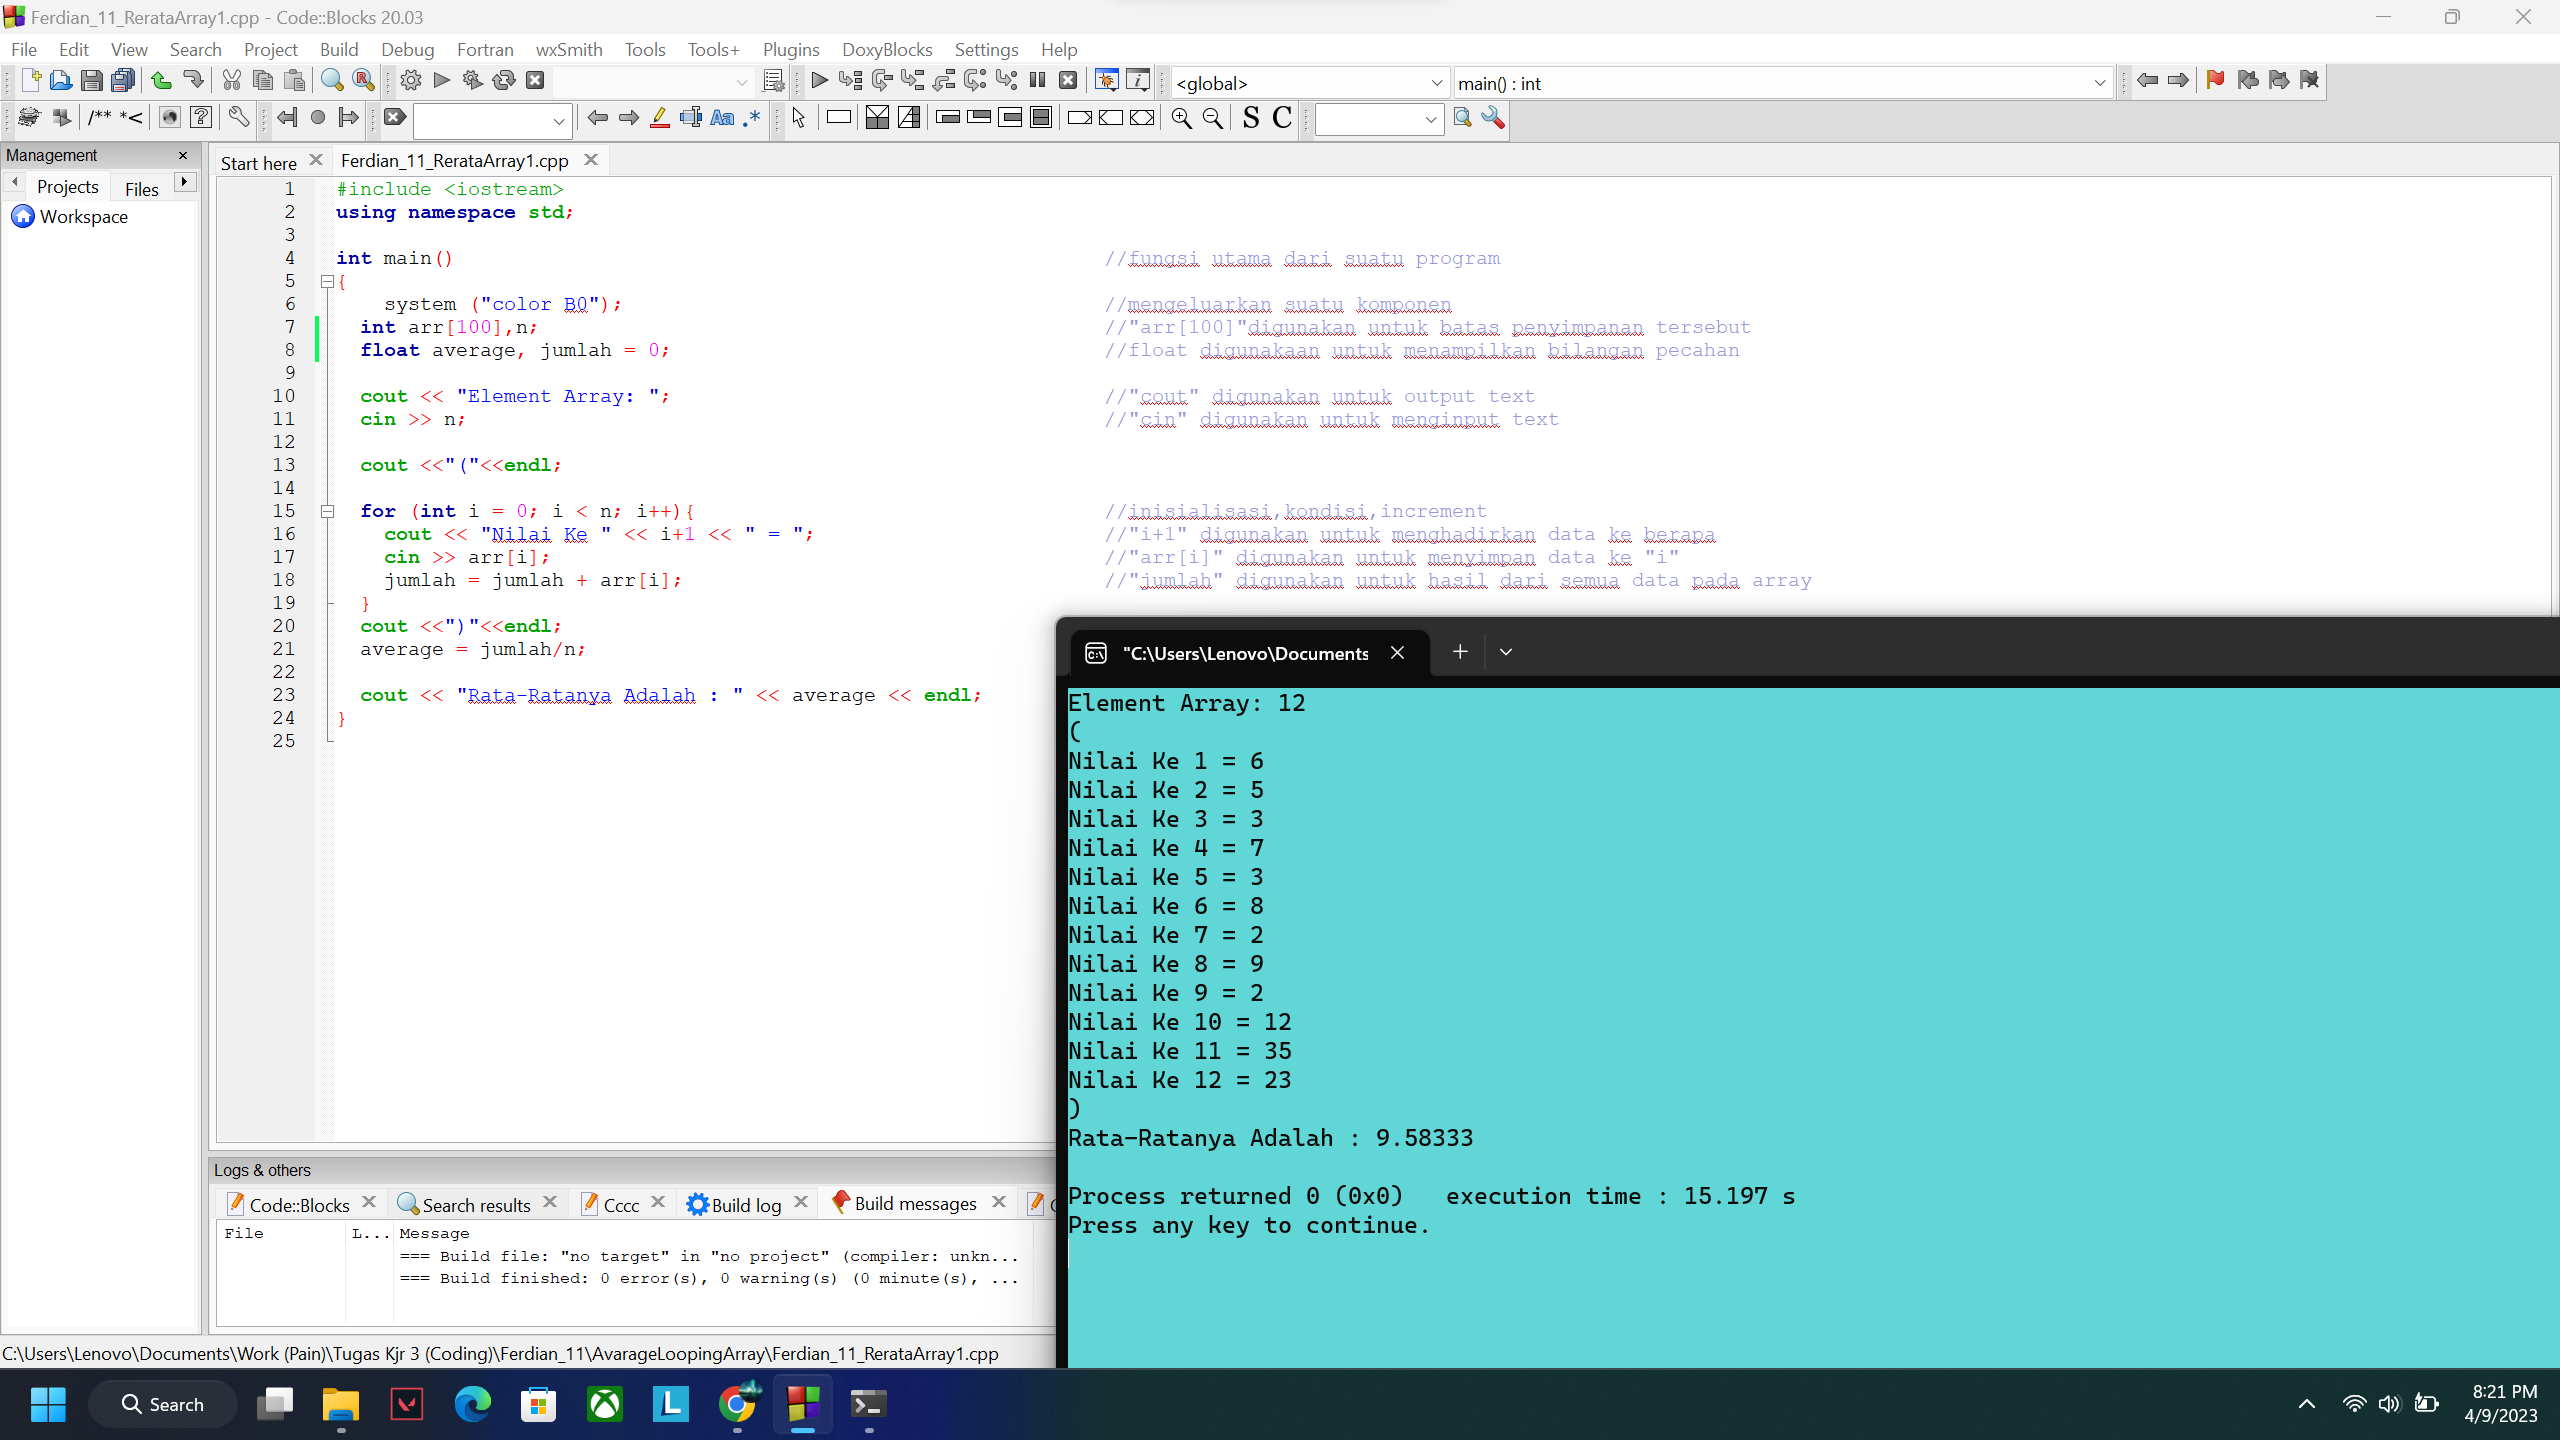 Ferdian_11_RerataArray1.cpp - Code::Blocks 20.03
File Edit View Search Project Build Debug Fortran wxSmith Tools Tools+ Plugins DoxyBlocks Settings Help
<global>
main() : int
/** *<
Aa .*
S C
Management
Projects
Files
Workspace
Start here
Ferdian_11_RerataArray1.cpp
1 #include <iostream>
2 using namespace std;
3
4 int main() //fungsi utama dari suatu program
5 {
6 system ("color B0"); //mengeluarkan suatu komponen
7 int arr[100],n; //"arr[100]"digunakan untuk batas penyimpanan tersebut
8 float average, jumlah = 0; //float digunakaan untuk menampilkan bilangan pecahan
9
10 cout << "Element Array: "; //"cout" digunakan untuk output text
11 cin >> n; //"cin" digunakan untuk menginput text
12
13 cout <<"("<<endl;
14
15 for (int i = 0; i < n; i++){ //inisialisasi,kondisi,increment
16 cout << "Nilai Ke " << i+1 << " = "; //"i+1" digunakan untuk menghadirkan data ke berapa
17 cin >> arr[i]; //"arr[i]" digunakan untuk menyimpan data ke "i"
18 jumlah = jumlah + arr[i]; //"jumlah" digunakan untuk hasil dari semua data pada array
19 }
20 cout <<")"<<endl;
21 average = jumlah/n;
22
23 cout << "Rata-Ratanya Adalah : " << average << endl;
24 }
25
"C:\Users\Lenovo\Documents
Element Array: 12
(
Nilai Ke 1 = 6
Nilai Ke 2 = 5
Nilai Ke 3 = 3
Nilai Ke 4 = 7
Nilai Ke 5 = 3
Nilai Ke 6 = 8
Nilai Ke 7 = 2
Nilai Ke 8 = 9
Nilai Ke 9 = 2
Nilai Ke 10 = 12
Nilai Ke 11 = 35
Nilai Ke 12 = 23
)
Rata-Ratanya Adalah : 9.58333
Process returned 0 (0x0) execution time : 15.197 s
Press any key to continue.
Logs & others
Code::Blocks
Search results
Cccc
Build log
Build messages
File L... Message
=== Build file: "no target" in "no project" (compiler: unkn...
=== Build finished: 0 error(s), 0 warning(s) (0 minute(s), ...
C:\Users\Lenovo\Documents\Work (Pain)\Tugas Kjr 3 (Coding)\Ferdian_11\AvarageLoopingArray\Ferdian_11_RerataArray1.cpp
Search
8:21 PM
4/9/2023